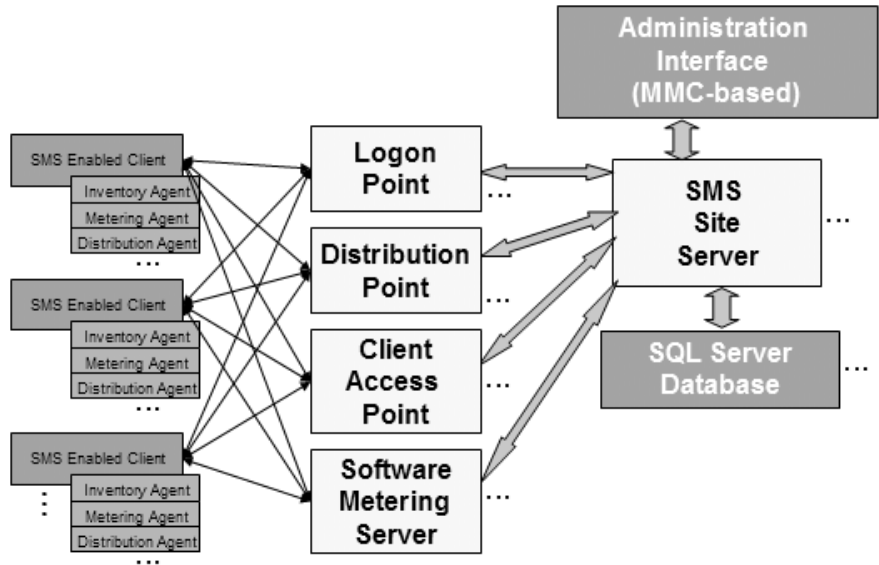 Administration
Interface
(MMC-based)
SMS Enabled Client
Inventory Agent
Metering Agent
Distribution Agent
...
SMS Enabled Client
Inventory Agent
Metering Agent
Distribution Agent
...
SMS Enabled Client
Inventory Agent
Metering Agent
Distribution Agent
...
...
Logon
Point
...
Distribution
Point
...
Client
Access
Point
...
Software
Metering
Server
...
SMS
Site
Server
...
SQL Server
Database
...